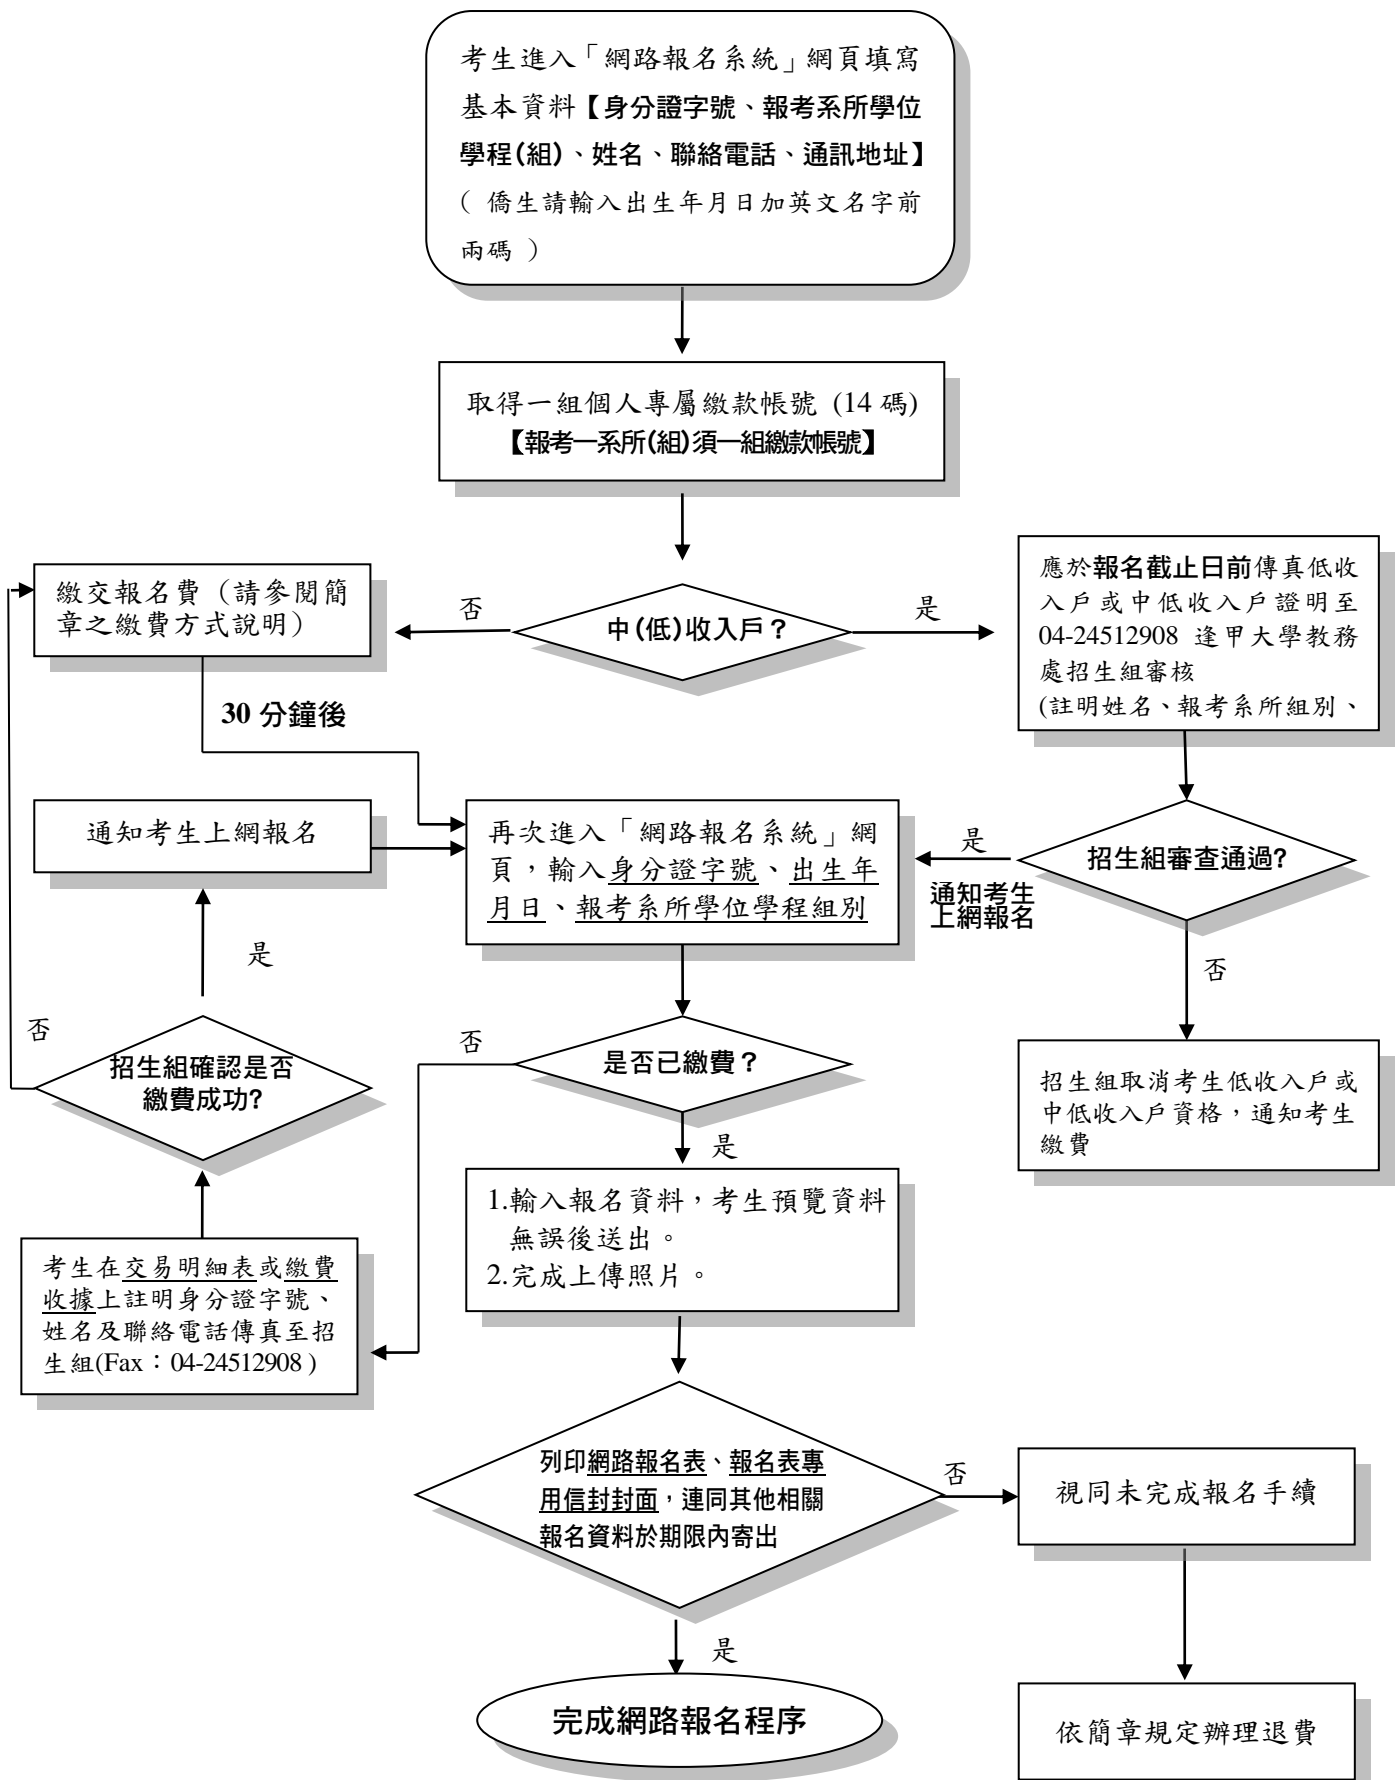 考生進入「網路報名系統」網頁填寫
基本資料【身分證字號、報考系所學位
學程(組)、姓名、聯絡電話、通訊地址】
( 僑生請輸入出生年月日加英文名字前
兩碼 )
取得一組個人專屬繳款帳號 (14 碼)
【報考一系所(組)須一組繳款帳號】
中(低)收入戶？
否
是
繳交報名費（請參閱簡
章之繳費方式說明）
應於報名截止日前傳真低收
入戶或中低收入戶證明至
04-24512908 逢甲大學教務
處招生組審核
(註明姓名、報考系所組別、
30 分鐘後
通知考生上網報名
再次進入「網路報名系統」網
頁，輸入身分證字號、出生年
月日、報考系所學位學程組別
是
通知考生
上網報名
招生組審查通過?
是
否
否
招生組確認是否
繳費成功?
否
是否已繳費？
是
招生組取消考生低收入戶或
中低收入戶資格，通知考生
繳費
1.輸入報名資料，考生預覽資料
無誤後送出。
2.完成上傳照片。
考生在交易明細表或繳費
收據上註明身分證字號、
姓名及聯絡電話傳真至招
生組(Fax：04-24512908 )
列印網路報名表、報名表專
用信封封面，連同其他相關
報名資料於期限內寄出
否
視同未完成報名手續
是
完成網路報名程序
依簡章規定辦理退費